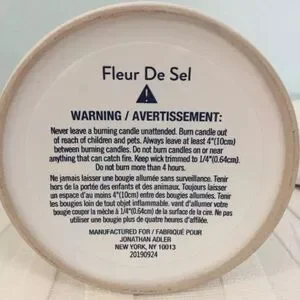 Fleur De Sel
WARNING / AVERTISSEMENT:
Never leave a burning candle unattended. Burn candle out
of reach of children and pets. Always leave at least 4"(10cm)
between burning candles. Do not burn candles on or near
anything that can catch fire. Keep wick trimmed to 1/4"(0.64cm).
Do not burn more than 4 hours.
Ne jamais laisser une bougie allumée sans surveillance. Tenir
hors de la portée des enfants et des animaux. Toujours laisser
un espace d'au moins 4"(10cm) entre des bougies allumées. Tenir
les bougies loin de tout objet inflammable. vant d'allumer votre
bougie couper la mèche à 1/4"(0.64cm) de la surface de la cire. Ne pas
utiliser une bougie plus de quatre heures d'affilée.
MANUFACTURED FOR / FABRIQUÉ POUR
JONATHAN ADLER
NEW YORK, NY 10013
20190924